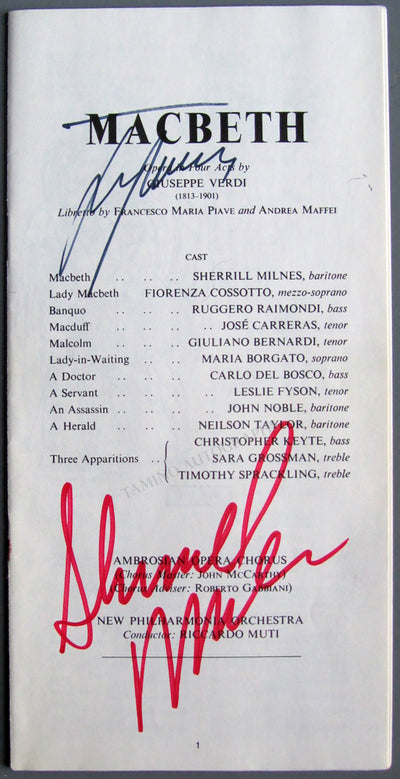 MACBETH
Opera in Four Acts by
GIUSEPPE VERDI
(1813–1901)
Libretto by FRANCESCO MARIA PIAVE and ANDREA MAFFEI
CAST
Macbeth .. .. .. SHERRILL MILNES, baritone
Lady Macbeth FIORENZA COSSOTTO, mezzo-soprano
Banquo .. .. .. RUGGERO RAIMONDI, bass
Macduff .. .. .. JOSÉ CARRERAS, tenor
Malcolm .. .. GIULIANO BERNARDI, tenor
Lady-in-Waiting .. .. MARIA BORGATO, soprano
A Doctor .. .. CARLO DEL BOSCO, bass
A Servant .. .. .. LESLIE FYSON, tenor
An Assassin .. .. .. JOHN NOBLE, baritone
A Herald .. .. NEILSON TAYLOR, baritone
CHRISTOPHER KEYTE, bass
Three Apparitions .. SARA GROSSMAN, treble
TIMOTHY SPRACKLING, treble
TAMINO AUTOGRAPHS
Sherrill
Milnes
AMBROSIAN OPERA CHORUS
(Chorus Master: JOHN MCCARTHY)
(Chorus Adviser: ROBERTO GABBIANI)
NEW PHILHARMONIA ORCHESTRA
Conductor: RICCARDO MUTI
1